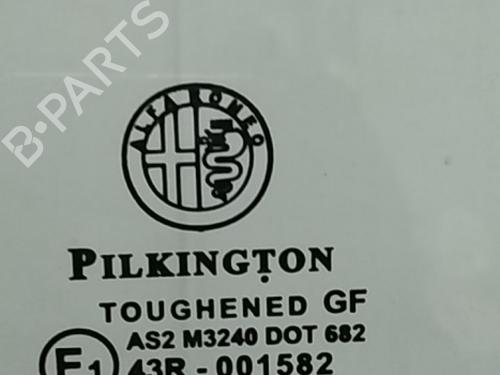 B-PARTS
ALFA ROMEO
PILKINGTON
TOUGHENED GF
AS2 M3240 DOT 682
E1 43R - 001582